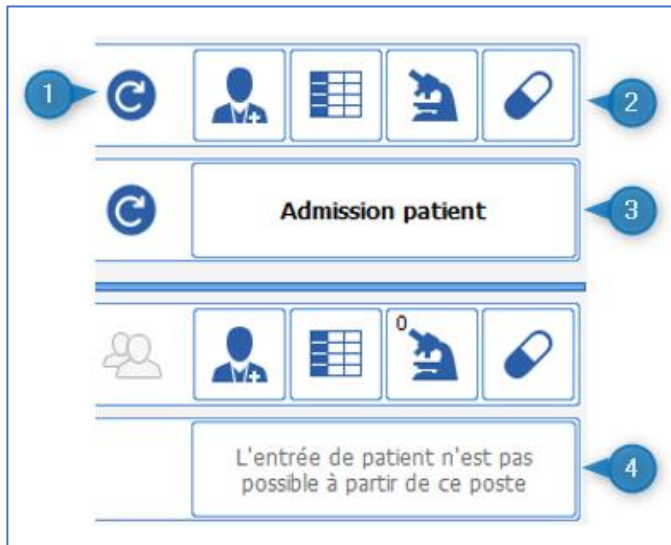 1
2
Admission patient
3
0
L'entrée de patient n'est pas
possible à partir de ce poste
4